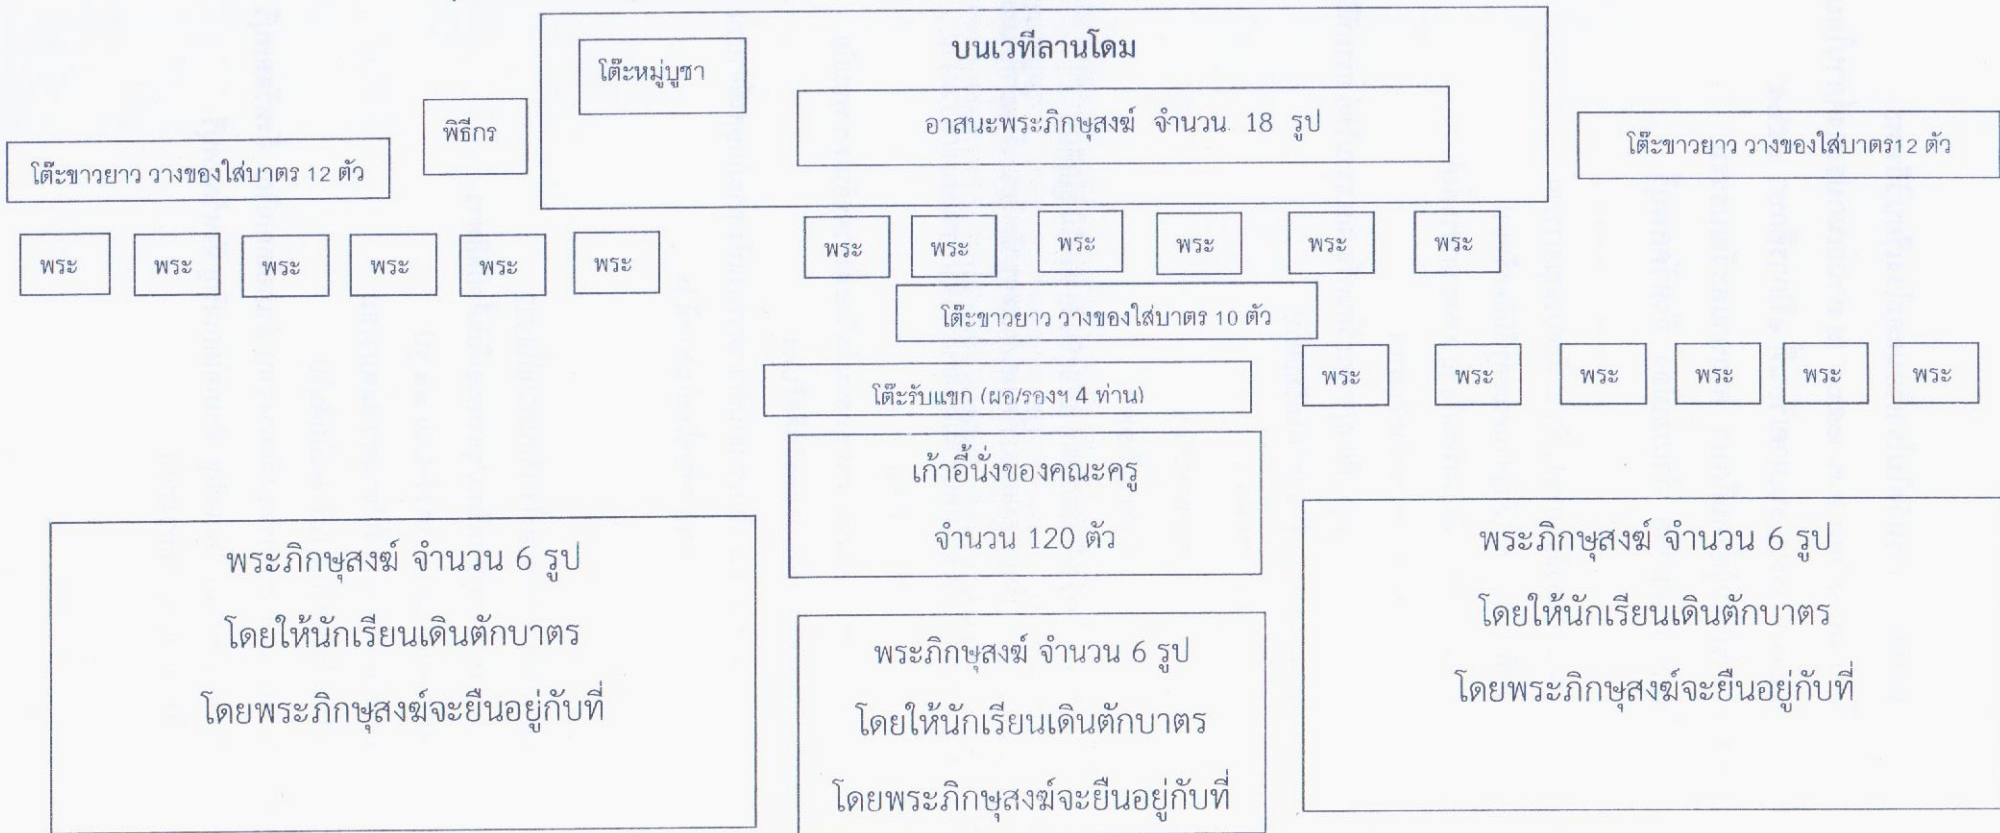 บนเวทีลานโดม
โต๊ะหมู่บูชา
อาสนะพระภิกษุสงฆ์ จำนวน 18 รูป
พิธีกร
โต๊ะขาวยาว วางของใส่บาตร 12 ตัว
โต๊ะขาวยาว วางของใส่บาตร12 ตัว
พระ พระ พระ พระ พระ พระ
พระ พระ พระ พระ พระ พระ
โต๊ะขาวยาว วางของใส่บาตร 10 ตัว
พระ พระ พระ พระ พระ พระ
โต๊ะรับแขก (ผอ/รองฯ 4 ท่าน)
เก้าอี้นั่งของคณะครู
จำนวน 120 ตัว
พระภิกษุสงฆ์ จำนวน 6 รูป
โดยให้นักเรียนเดินตักบาตร
โดยพระภิกษุสงฆ์จะยืนอยู่กับที่
พระภิกษุสงฆ์ จำนวน 6 รูป
โดยให้นักเรียนเดินตักบาตร
โดยพระภิกษุสงฆ์จะยืนอยู่กับที่
พระภิกษุสงฆ์ จำนวน 6 รูป
โดยให้นักเรียนเดินตักบาตร
โดยพระภิกษุสงฆ์จะยืนอยู่กับที่